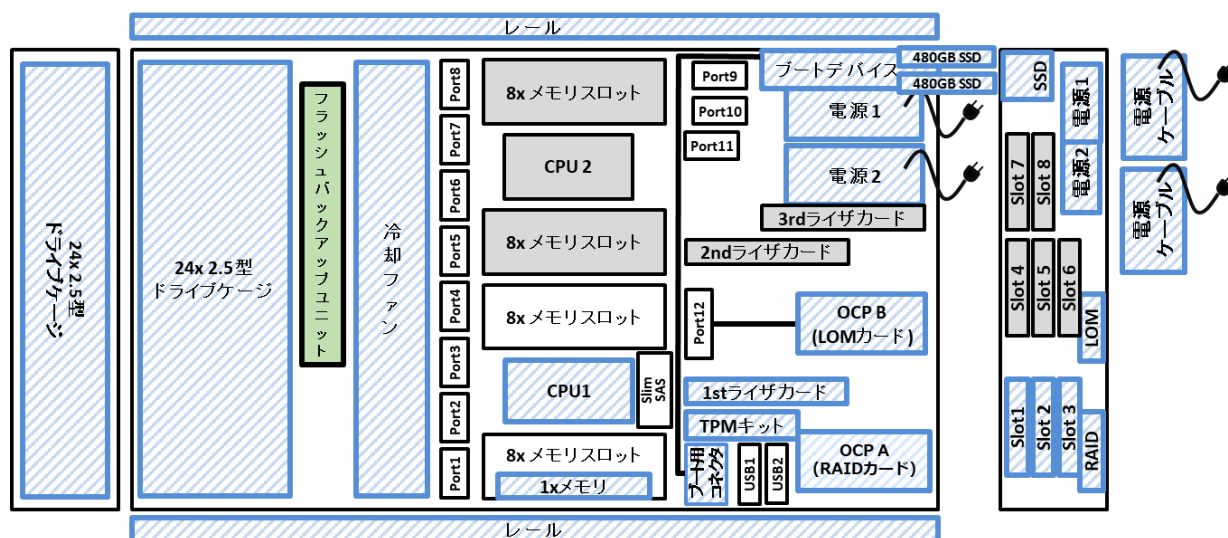 レール
24x 2.5型
ドライブケージ
24x 2.5型
ドライブケージ
フラッシュバックアップユニット
冷却ファン
Port8
Port7
Port6
Port5
Port4
Port3
Port2
Port1
8x メモリスロット
CPU 2
8x メモリスロット
8x メモリスロット
CPU1
Slim
SAS
8x メモリスロット
1xメモリ
Port9
Port10
Port11
ブートデバイス
480GB SSD
480GB SSD
電源1
電源2
3rdライザカード
2ndライザカード
Port12
OCP B
(LOMカード)
1stライザカード
TPMキット
ブート用
コネクタ
USB1
USB2
OCP A
(RAIDカード)
レール
SSD
電源1
電源2
Slot 7
Slot 8
Slot 4
Slot 5
Slot 6
LOM
Slot1
Slot 2
Slot 3
RAID
電源
ケーブル
電源
ケーブル